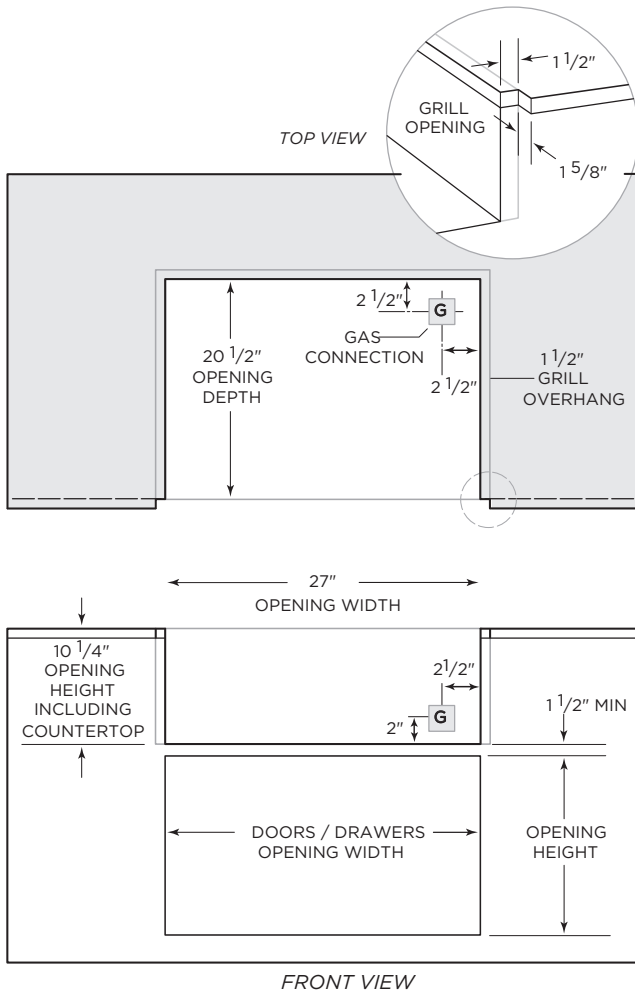 1 1/2"
GRILL
OPENING
TOP VIEW
1 5/8"
2 1/2"
G
GAS
CONNECTION
20 1/2"
OPENING
DEPTH
2 1/2"
1 1/2"
GRILL
OVERHANG
27"
OPENING WIDTH
10 1/4"
OPENING
HEIGHT
INCLUDING
COUNTERTOP
2 1/2"
G
2"
1 1/2" MIN
DOORS / DRAWERS
OPENING WIDTH
OPENING
HEIGHT
FRONT VIEW